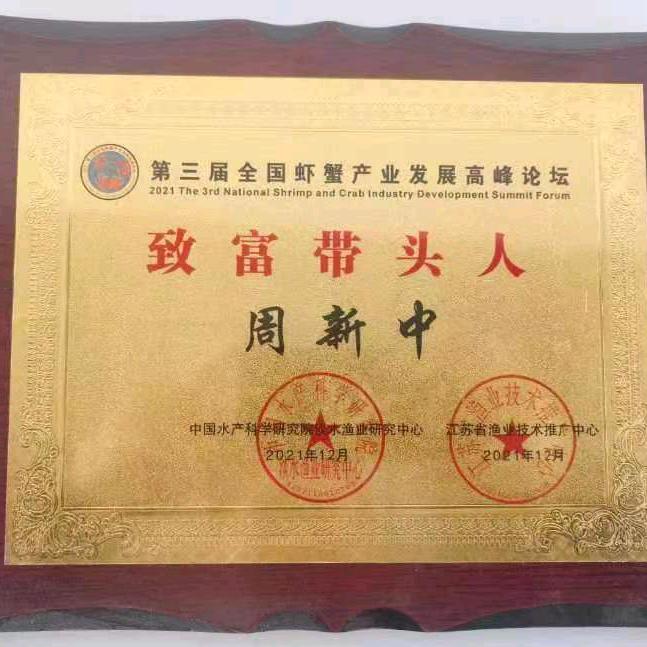 第三届全国虾蟹产业发展高峰论坛
2021 The 3rd National Shrimp and Crab Industry Development Summit Forum
致富带头人
周新中
中国水产科学研究院淡水渔业研究中心 江苏省渔业技术推广中心
2021年12月 2021年12月